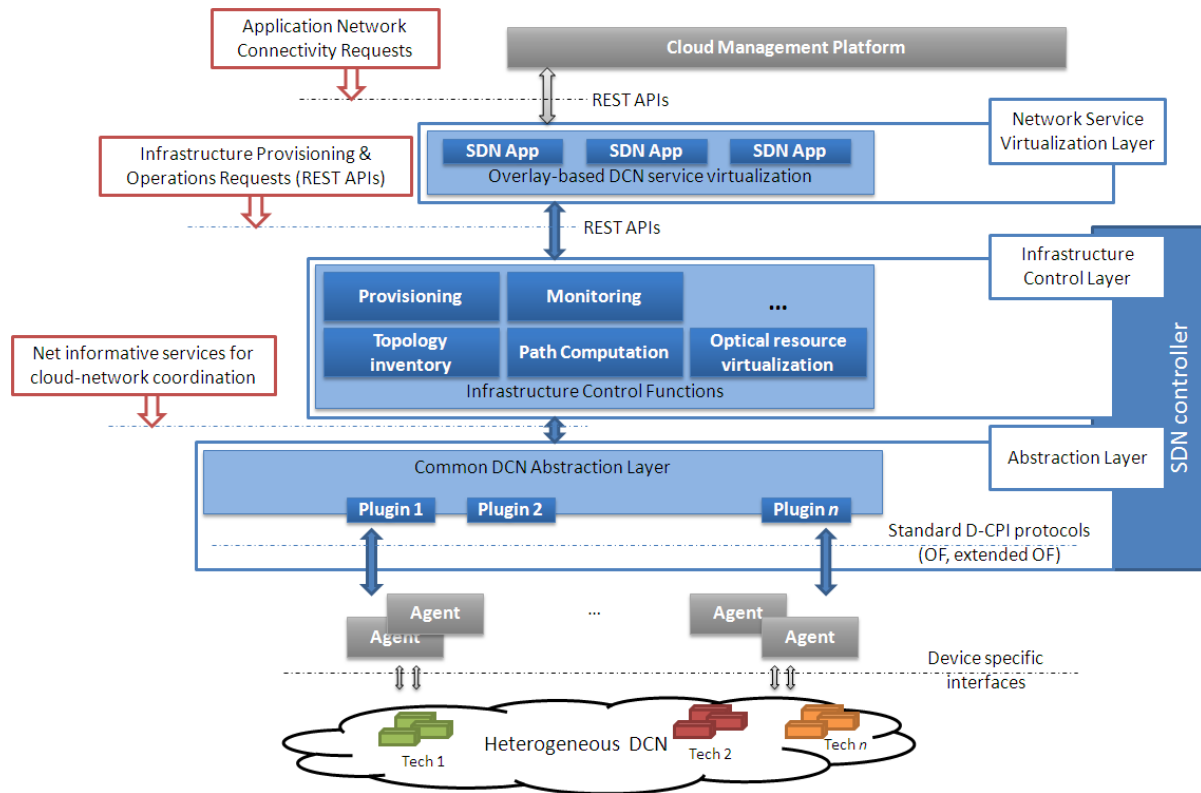 Application Network
Connectivity Requests
Cloud Management Platform
REST APIs
Network Service
Virtualization Layer
Infrastructure Provisioning &
Operations Requests (REST APIs)
SDN App
SDN App
SDN App
Overlay-based DCN service virtualization
REST APIs
Infrastructure
Control Layer
Provisioning
Monitoring
...
Topology
inventory
Path Computation
Optical resource
virtualization
Infrastructure Control Functions
Net informative services for
cloud-network coordination
SDN controller
Common DCN Abstraction Layer
Abstraction Layer
Plugin 1
Plugin 2
Plugin n
Standard D-CPI protocols
(OF, extended OF)
Agent
Agent
...
Agent
Agent
Device specific
interfaces
Heterogeneous DCN
Tech 1
Tech 2
Tech n